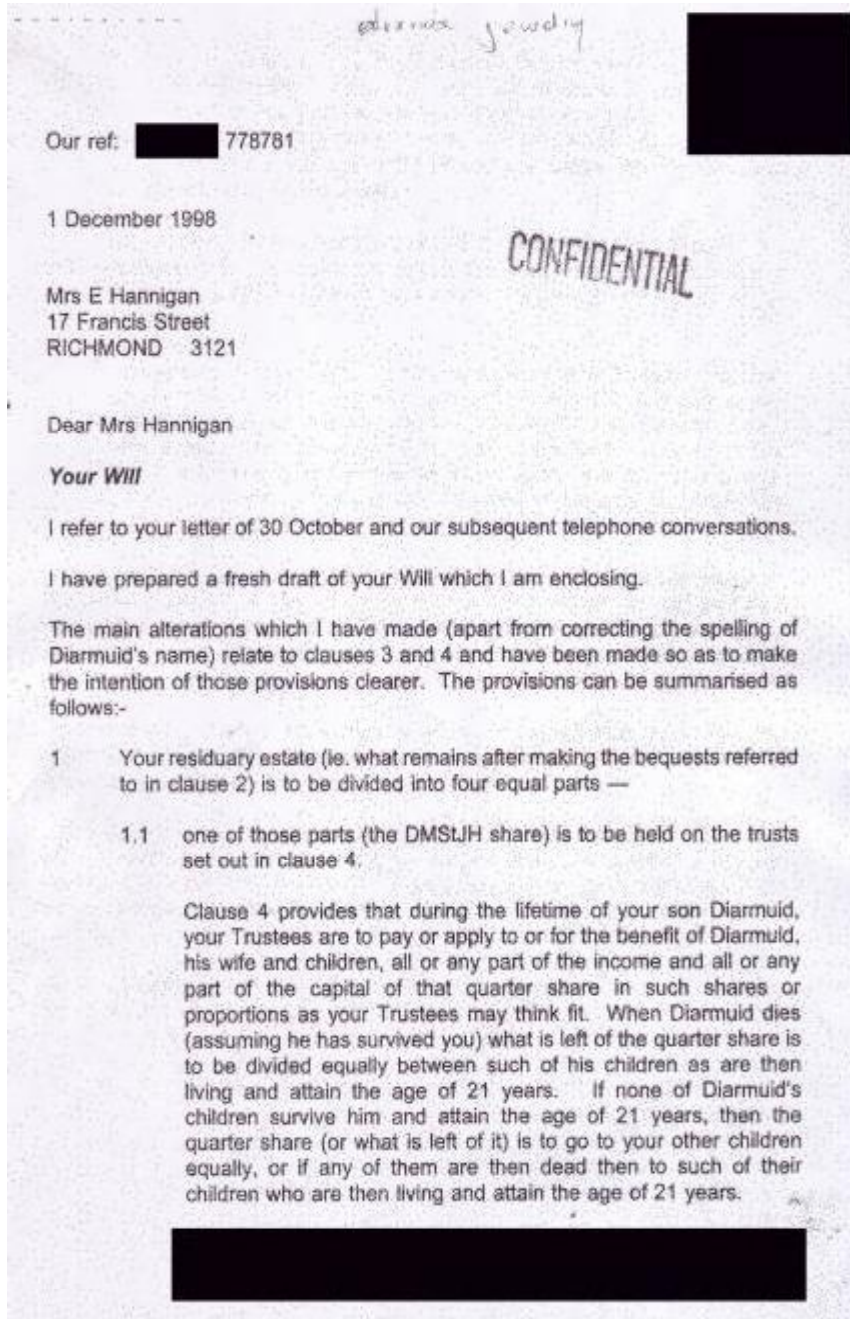 jewelry
Our ref: 778781
1 December 1998
CONFIDENTIAL
Mrs E Hannigan
17 Francis Street
RICHMOND 3121
Dear Mrs Hannigan
Your Will
I refer to your letter of 30 October and our subsequent telephone conversations.
I have prepared a fresh draft of your Will which I am enclosing.
The main alterations which I have made (apart from correcting the spelling of
Diarmuid's name) relate to clauses 3 and 4 and have been made so as to make
the intention of those provisions clearer. The provisions can be summarised as
follows:-
1 Your residuary estate (ie. what remains after making the bequests referred
to in clause 2) is to be divided into four equal parts —
1.1 one of those parts (the DMStJH share) is to be held on the trusts
set out in clause 4.
Clause 4 provides that during the lifetime of your son Diarmuid,
your Trustees are to pay or apply to or for the benefit of Diarmuid,
his wife and children, all or any part of the income and all or any
part of the capital of that quarter share in such shares or
proportions as your Trustees may think fit. When Diarmuid dies
(assuming he has survived you) what is left of the quarter share is
to be divided equally between such of his children as are then
living and attain the age of 21 years. If none of Diarmuid's
children survive him and attain the age of 21 years, then the
quarter share (or what is left of it) is to go to your other children
equally, or if any of them are then dead then to such of their
children who are then living and attain the age of 21 years.